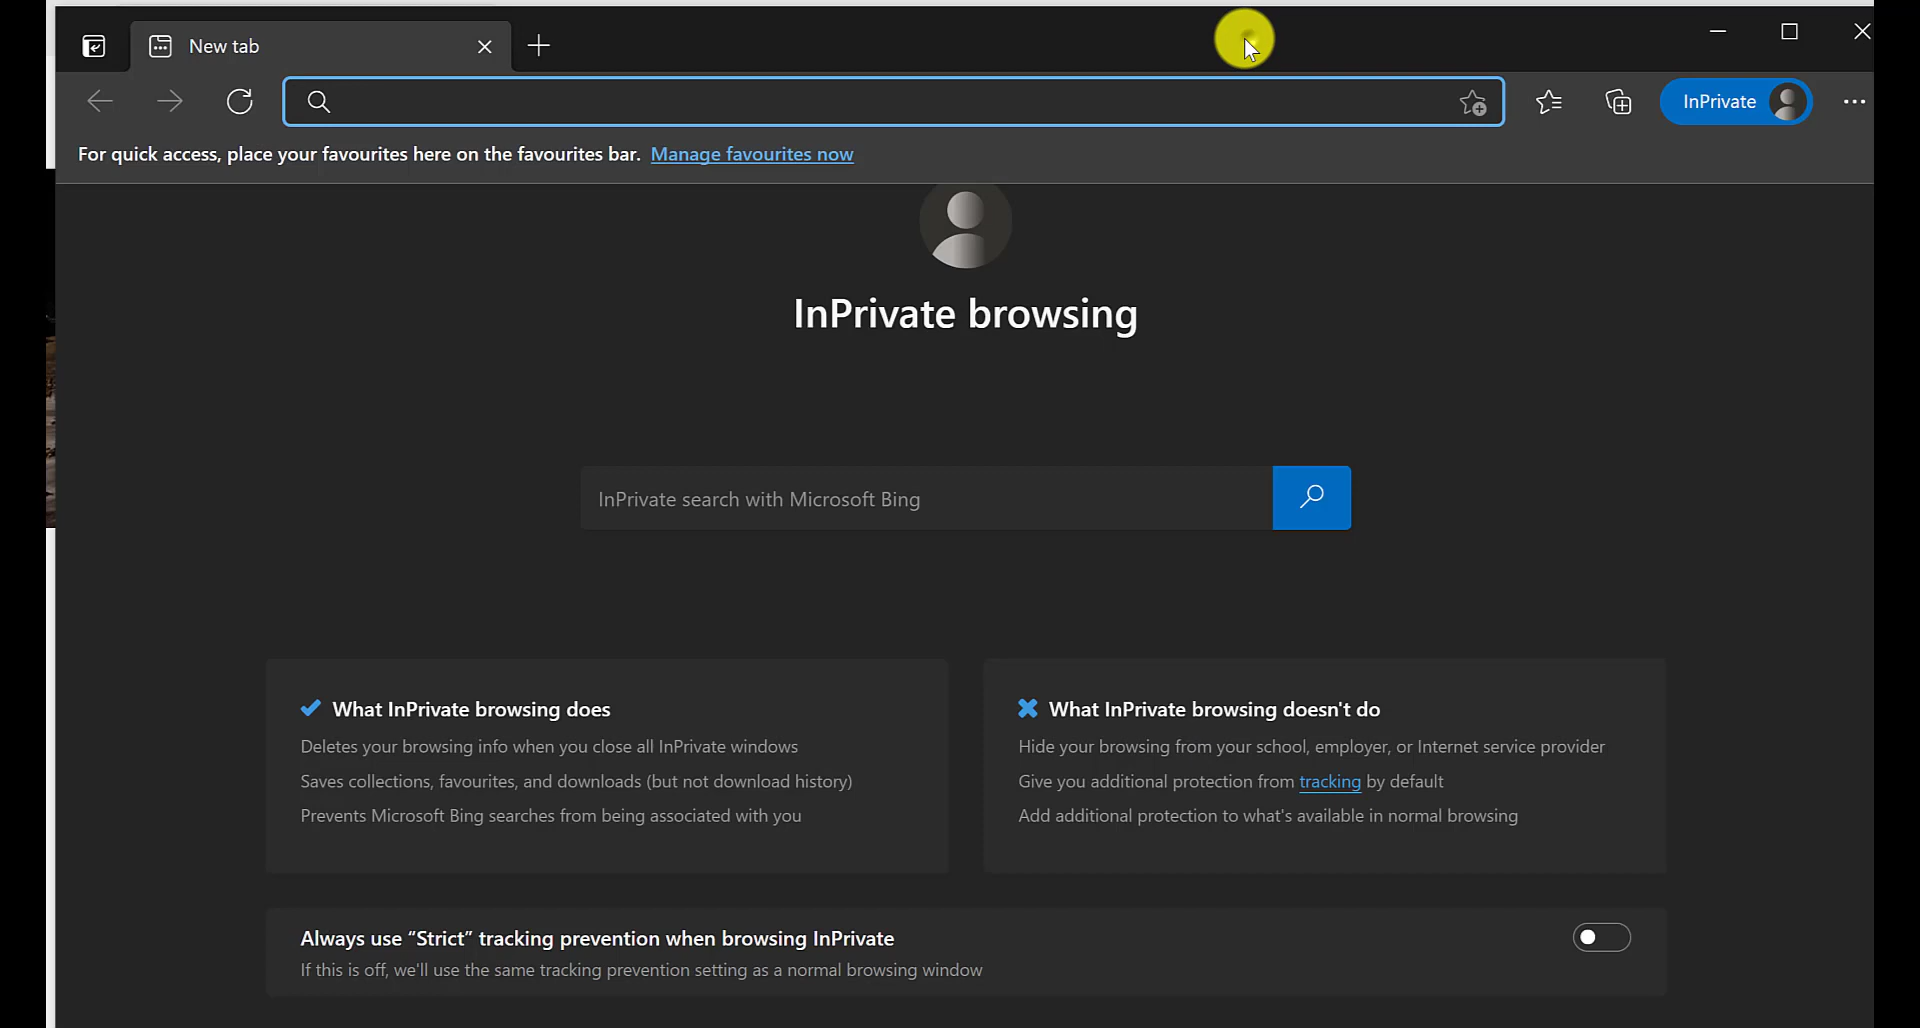 New tab
InPrivate
For quick access, place your favourites here on the favourites bar. Manage favourites now
InPrivate browsing
InPrivate search with Microsoft Bing
What InPrivate browsing does
Deletes your browsing info when you close all InPrivate windows
Saves collections, favourites, and downloads (but not download history)
Prevents Microsoft Bing searches from being associated with you
What InPrivate browsing doesn't do
Hide your browsing from your school, employer, or Internet service provider
Give you additional protection from tracking by default
Add additional protection to what's available in normal browsing
Always use “Strict” tracking prevention when browsing InPrivate
If this is off, we'll use the same tracking prevention setting as a normal browsing window